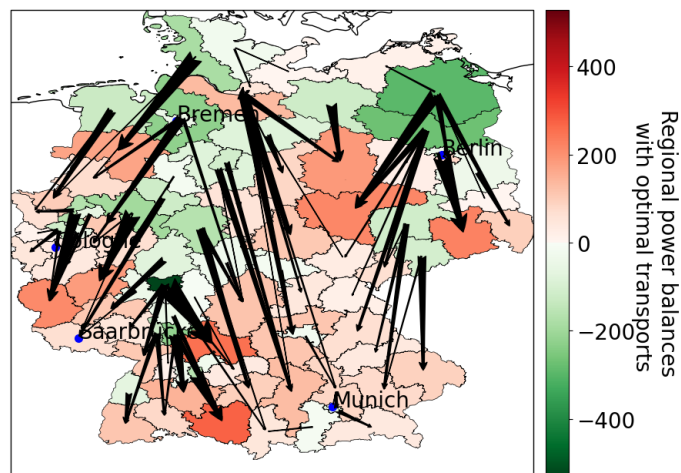 Bremen
Berlin
Cologne
Saarbrücken
Munich
400
200
0
−200
−400
Regional power balances
with optimal transports